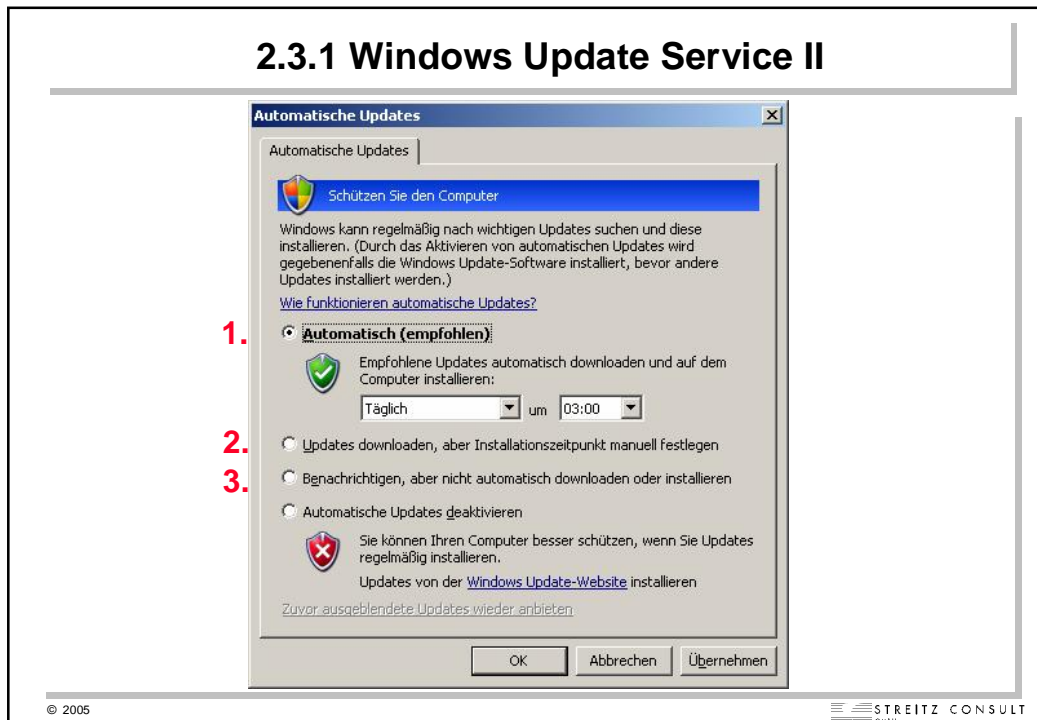 2.3.1 Windows Update Service II
Automatische Updates
Automatische Updates
Schützen Sie den Computer
Windows kann regelmäßig nach wichtigen Updates suchen und diese
installieren. (Durch das Aktivieren von automatischen Updates wird
gegebenenfalls die Windows Update-Software installiert, bevor andere
Updates installiert werden.)
Wie funktionieren automatische Updates?
1. Automatisch (empfohlen)
Empfohlene Updates automatisch downloaden und auf dem
Computer installieren:
Täglich um 03:00
2. Updates downloaden, aber Installationszeitpunkt manuell festlegen
3. Benachrichtigen, aber nicht automatisch downloaden oder installieren
Automatische Updates deaktivieren
Sie können Ihren Computer besser schützen, wenn Sie Updates
regelmäßig installieren.
Updates von der Windows Update-Website installieren
Zuvor ausgeblendete Updates wieder anbieten
OK Abbrechen Übernehmen
© 2005 STREITZ CONSULT